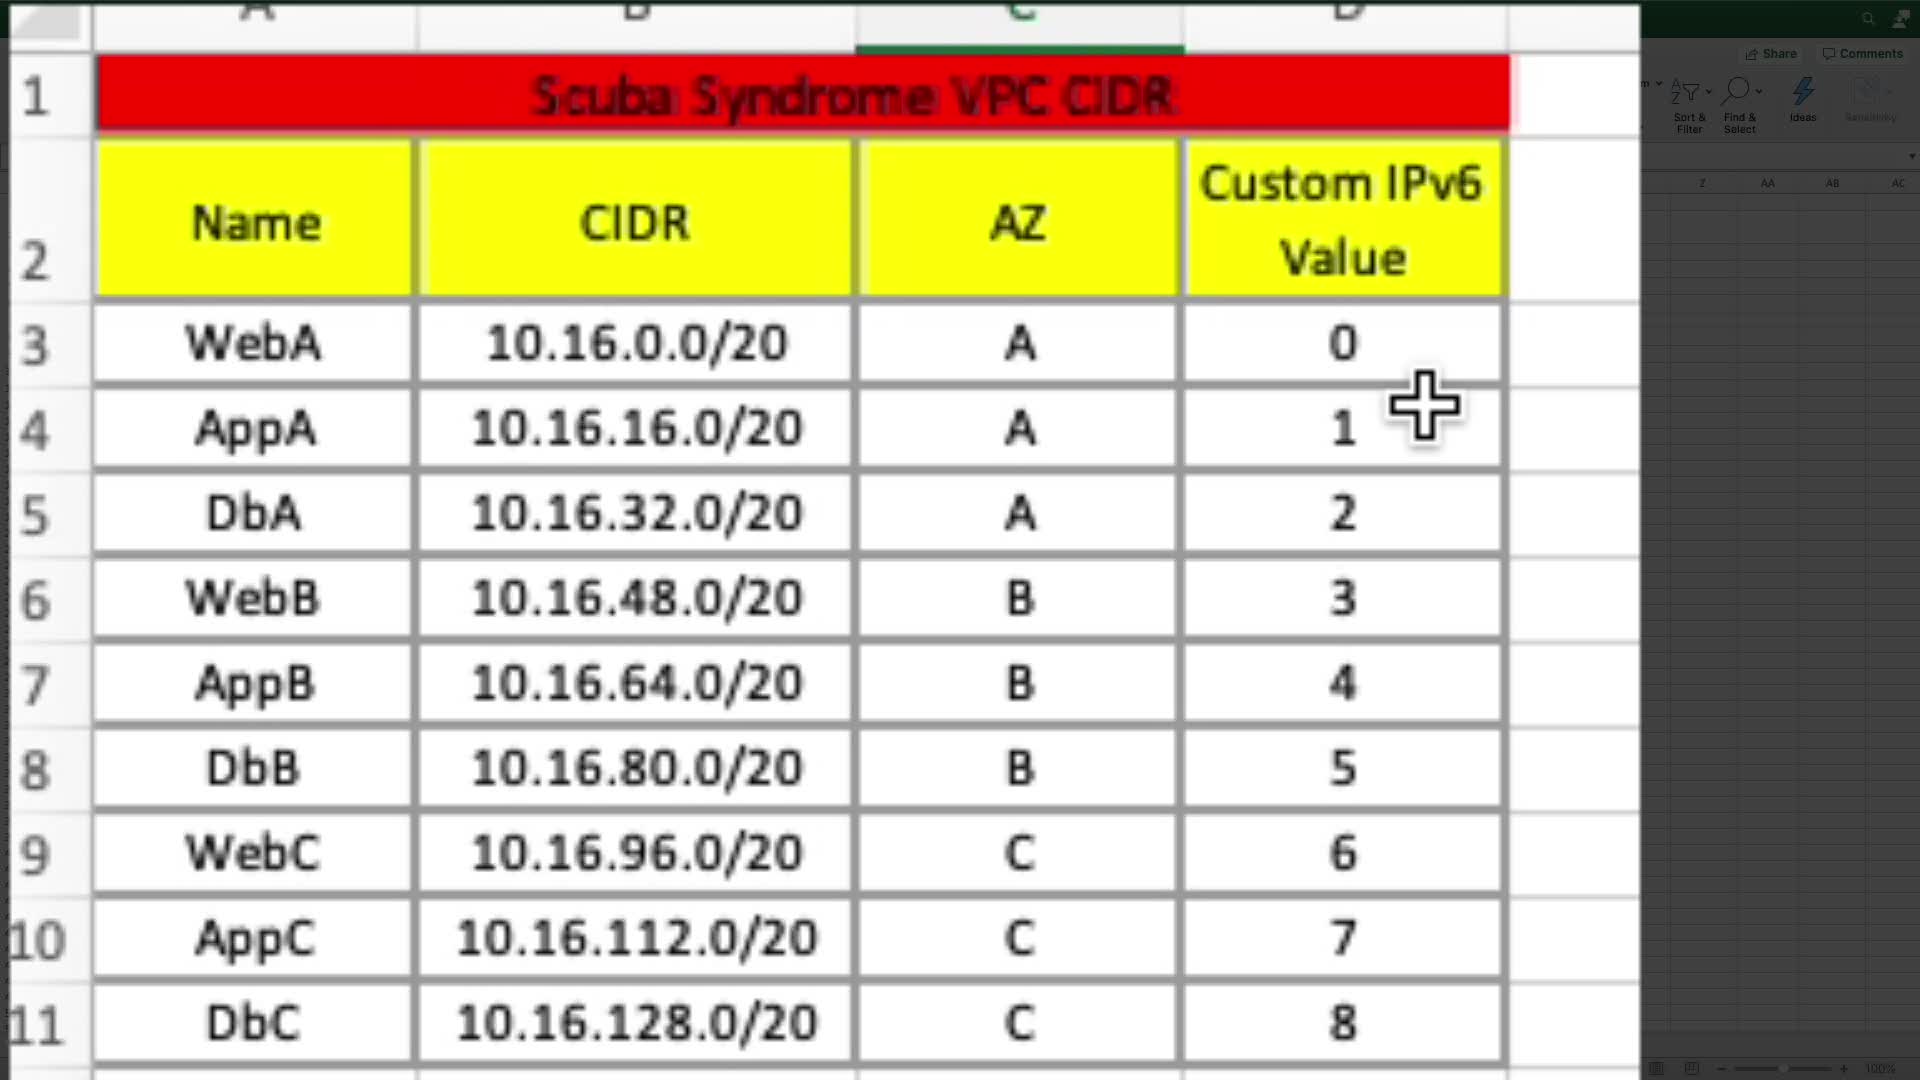 A B C D
1 Scuba Syndrome VPC CIDR
2 Name CIDR AZ Custom IPv6 Value
3 WebA 10.16.0.0/20 A 0
4 AppA 10.16.16.0/20 A 1
5 DbA 10.16.32.0/20 A 2
6 WebB 10.16.48.0/20 B 3
7 AppB 10.16.64.0/20 B 4
8 DbB 10.16.80.0/20 B 5
9 WebC 10.16.96.0/20 C 6
10 AppC 10.16.112.0/20 C 7
11 DbC 10.16.128.0/20 C 8
Share Comments
Sort & Filter
Find & Select
Ideas
Sensitivity
Z AA AB AC
100%